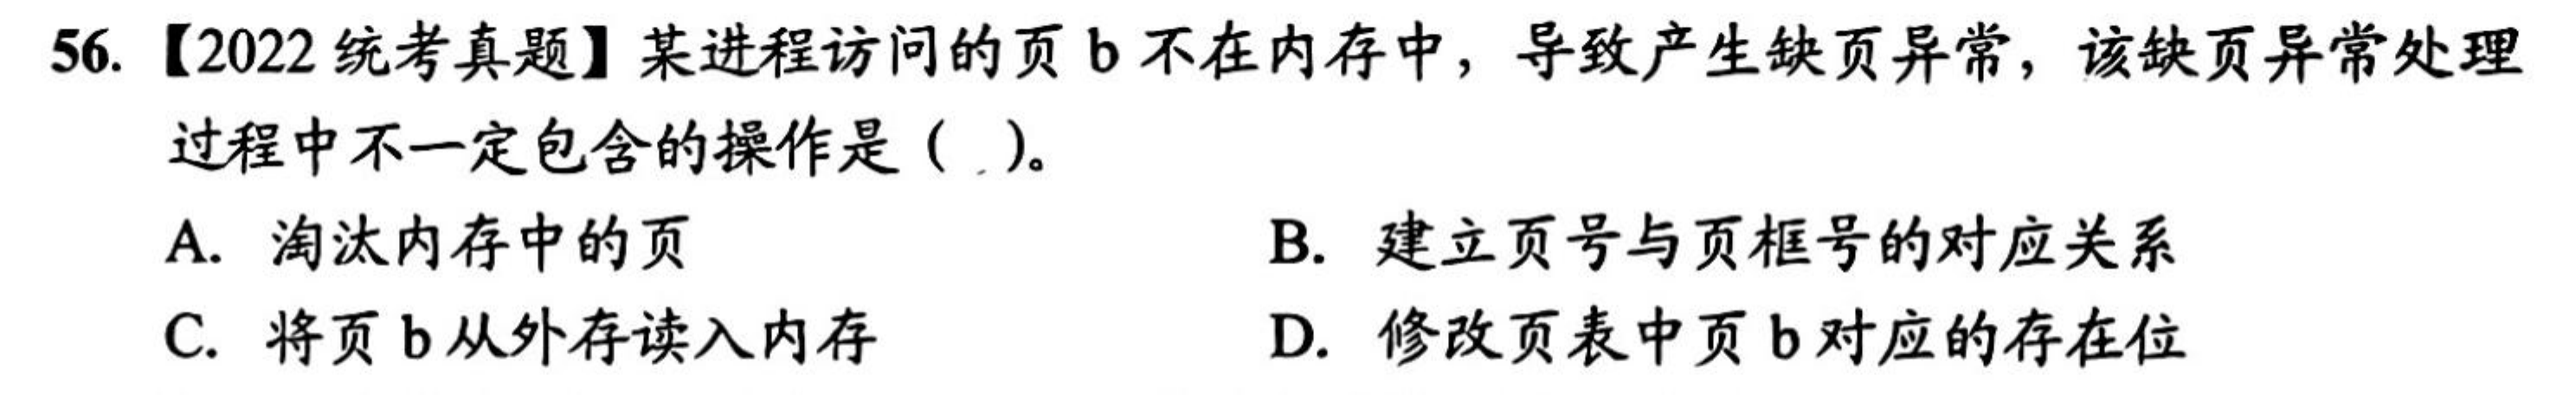 56.【2022 统考真题】某进程访问的页 b 不在内存中，导致产生缺页异常，该缺页异常处理
过程中不一定包含的操作是（ ）。
A. 淘汰内存中的页 B. 建立页号与页框号的对应关系
C. 将页 b 从外存读入内存 D. 修改页表中页 b 对应的存在位